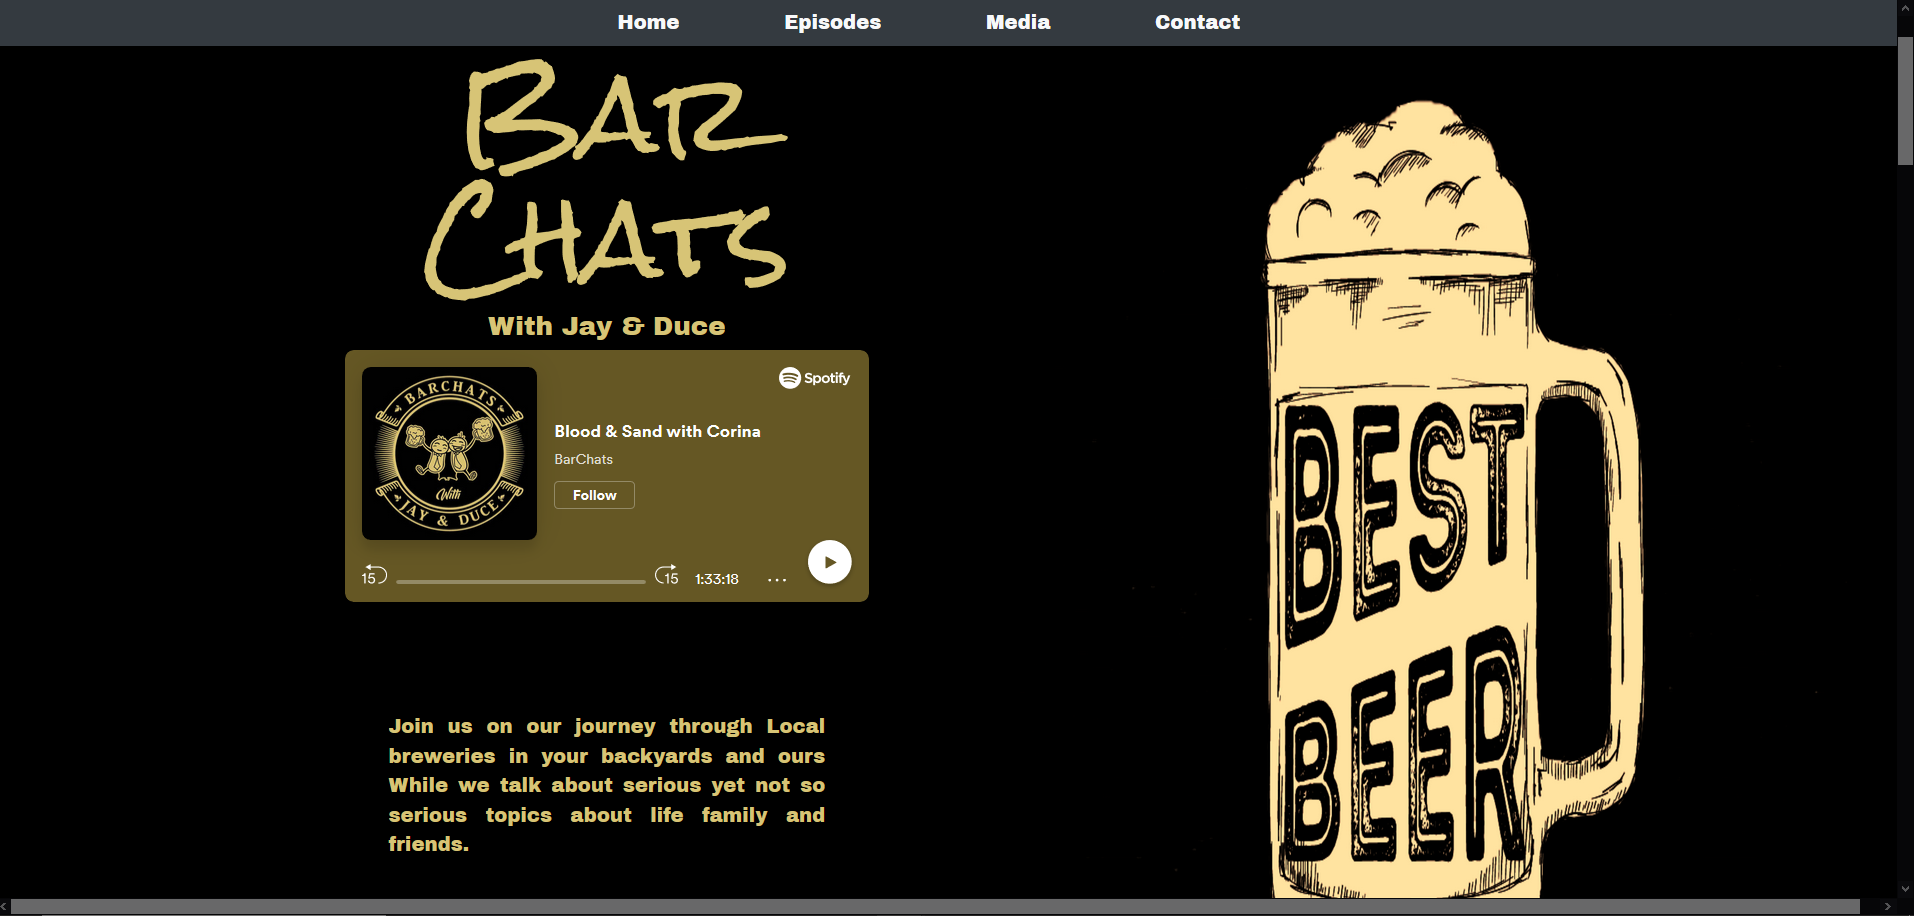 Home Episodes Media Contact
BAR
CHATS
With Jay & Duce
Spotify
BARCHATS
With
JAY & DUCE
Blood & Sand with Corina
BarChats
Follow
15 15 1:33:18 ...
Join us on our journey through Local
breweries in your backyards and ours
While we talk about serious yet not so
serious topics about life family and
friends.
BEST
BEER